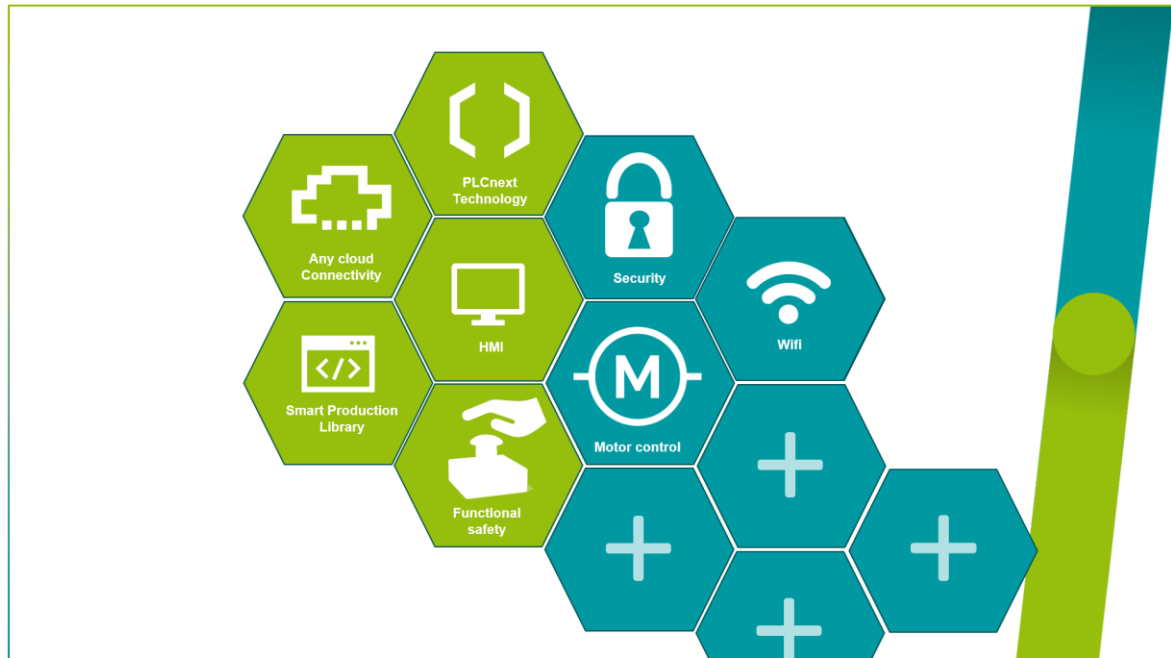 PLCnext
Technology
Any cloud
Connectivity
Security
HMI
Wifi
</>
Smart Production
Library
M
Motor control
Functional
safety